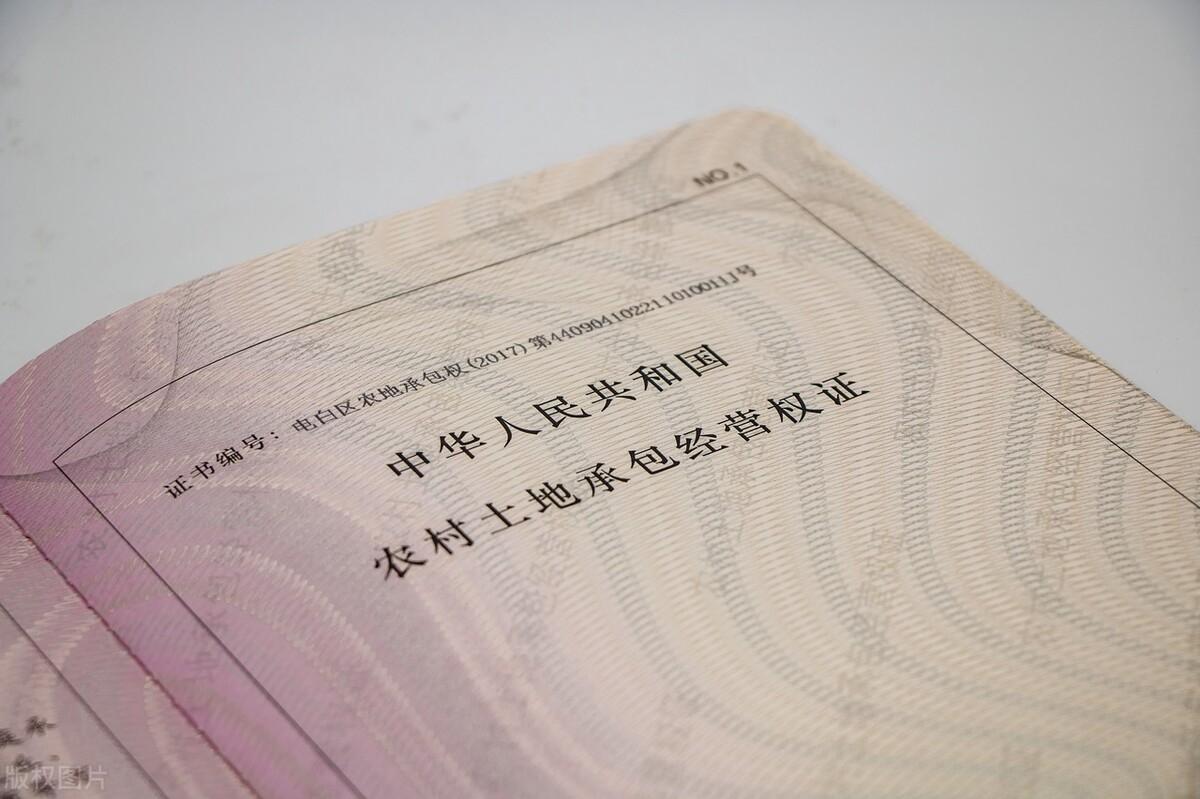 NO.1
证书编号：电白区农地承包权(2017)第440904102211010011J号
中华人民共和国
农村土地承包经营权证
版权图片